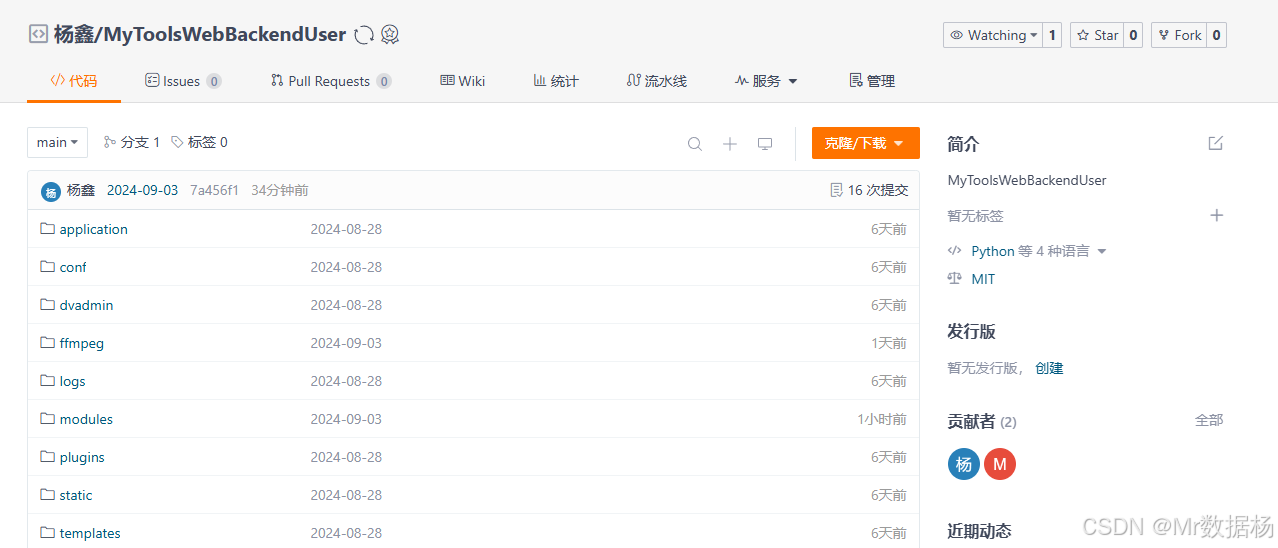 杨鑫/MyToolsWebBackendUser
Watching 1 Star 0 Fork 0
代码 Issues 0 Pull Requests 0 Wiki 统计 流水线 服务 管理
main 分支 1 标签 0 克隆/下载
杨 杨鑫 2024-09-03 7a456f1 34分钟前 16 次提交
application 2024-08-28 6天前
conf 2024-08-28 6天前
dvadmin 2024-08-28 6天前
ffmpeg 2024-09-03 1天前
logs 2024-08-28 6天前
modules 2024-09-03 1小时前
plugins 2024-08-28 6天前
static 2024-08-28 6天前
templates 2024-08-28 6天前
简介
MyToolsWebBackendUser
暂无标签
Python 等 4 种语言
MIT
发行版
暂无发行版， 创建
贡献者 (2) 全部
杨 M
近期动态
CSDN @Mr数据杨